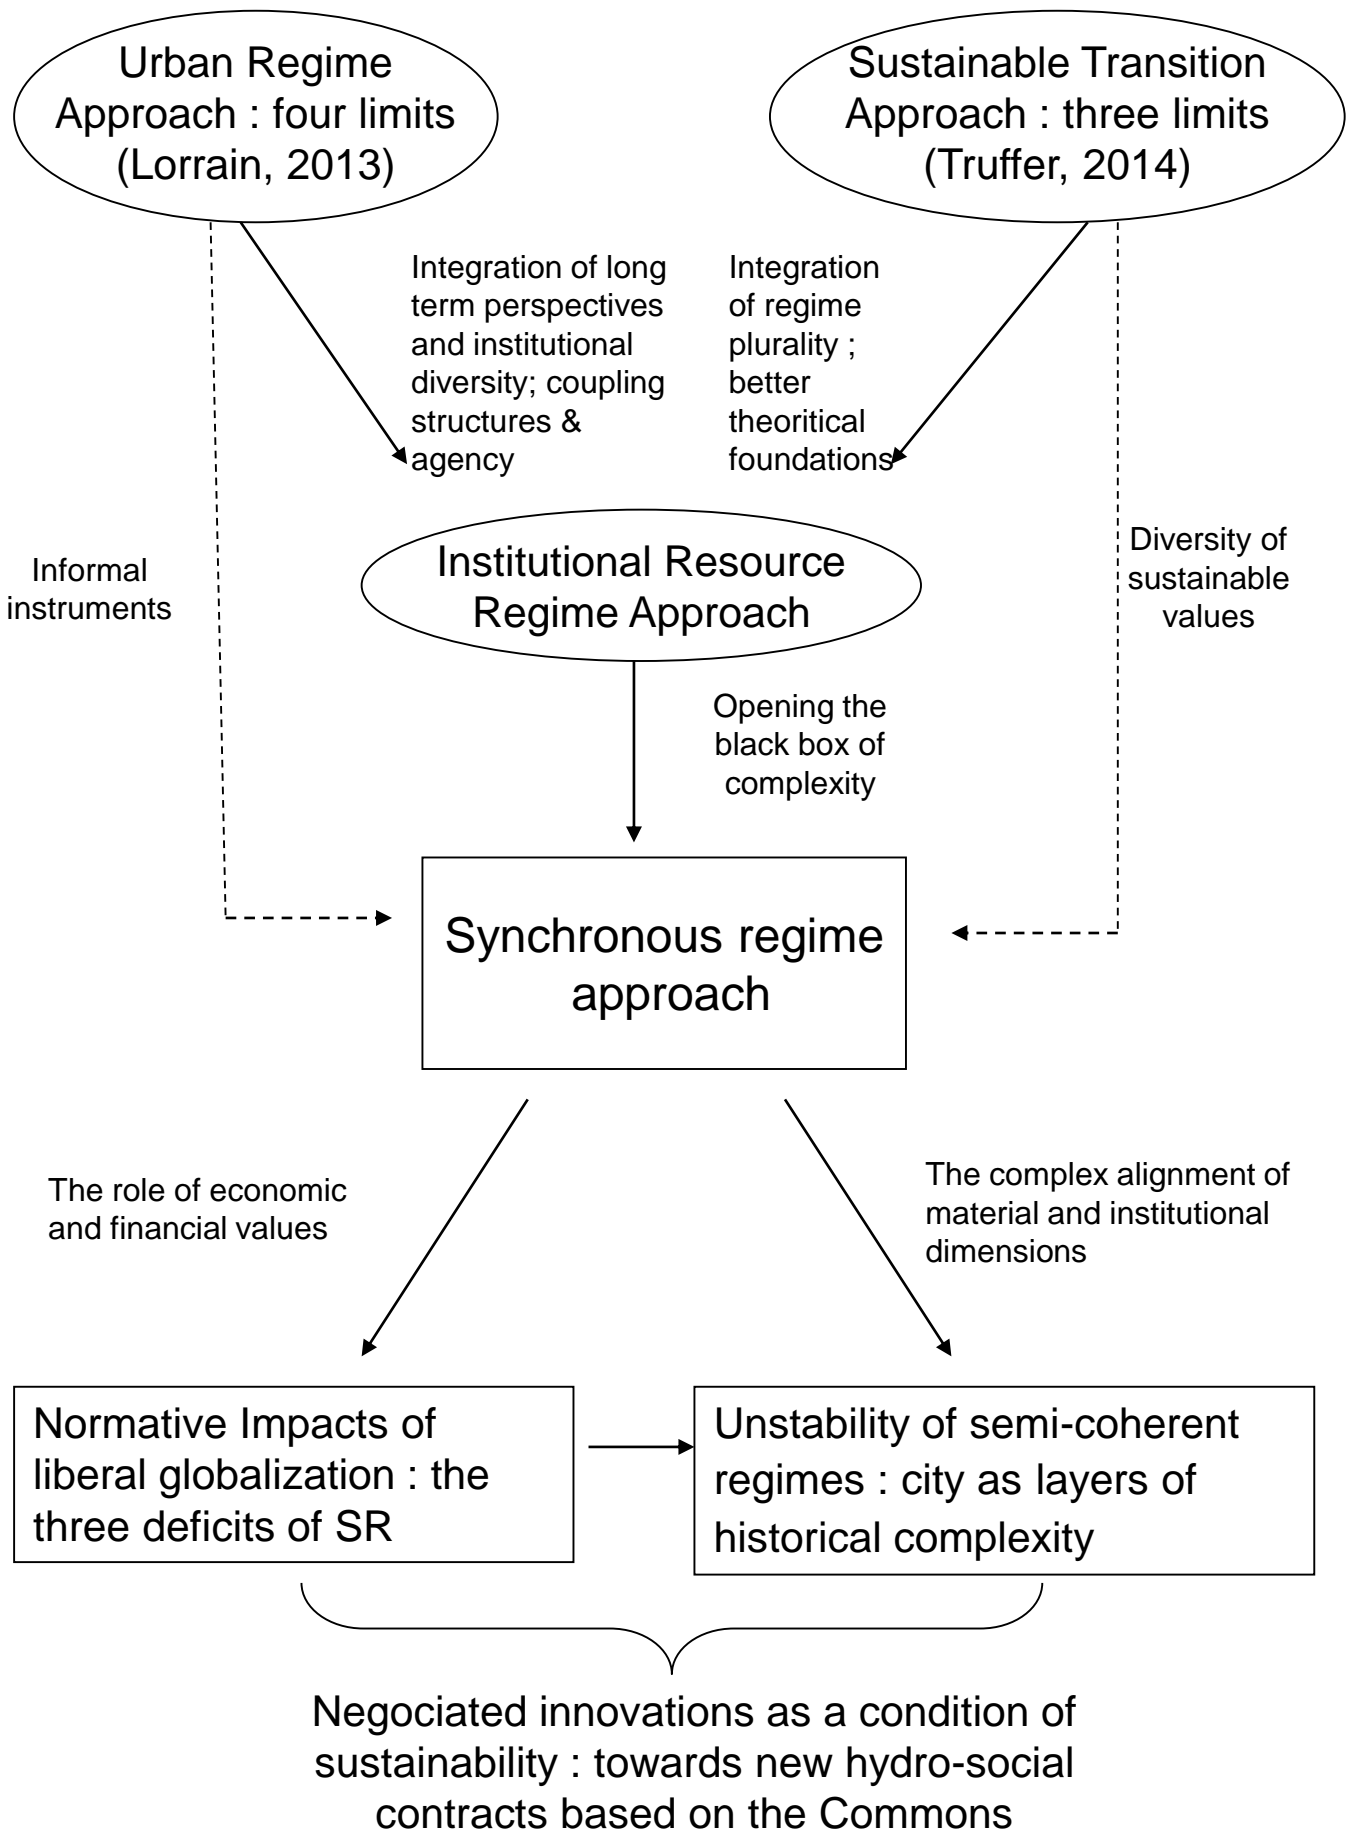 Urban Regime
Approach : four limits
(Lorrain, 2013)
Sustainable Transition
Approach : three limits
(Truffer, 2014)
Integration of long
term perspectives
and institutional
diversity; coupling
structures &
agency
Integration
of regime
plurality ;
better
theoritical
foundations
Informal
instruments
Institutional Resource
Regime Approach
Diversity of
sustainable
values
Opening the
black box of
complexity
Synchronous regime
approach
The role of economic
and financial values
The complex alignment of
material and institutional
dimensions
Normative Impacts of
liberal globalization : the
three deficits of SR
Unstability of semi-coherent
regimes : city as layers of
historical complexity
Negociated innovations as a condition of
sustainability : towards new hydro-social
contracts based on the Commons